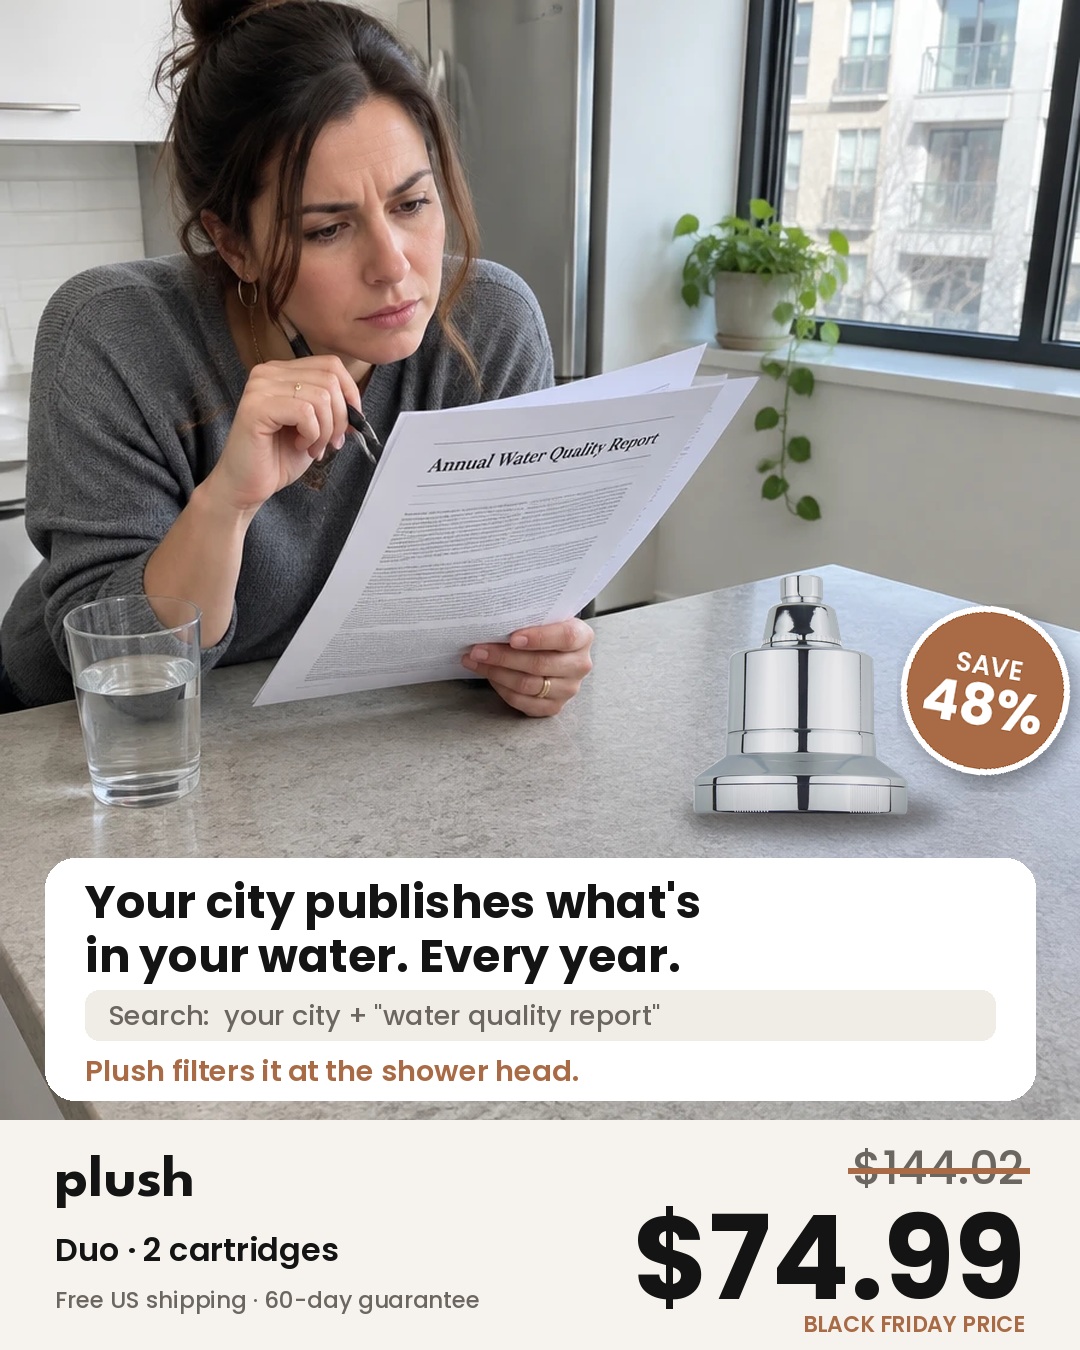 Annual Water Quality Report
SAVE
48%
Your city publishes what's
in your water. Every year.
Search: your city + "water quality report"
Plush filters it at the shower head.
plush
Duo · 2 cartridges
Free US shipping · 60-day guarantee
$144.02
$74.99
BLACK FRIDAY PRICE